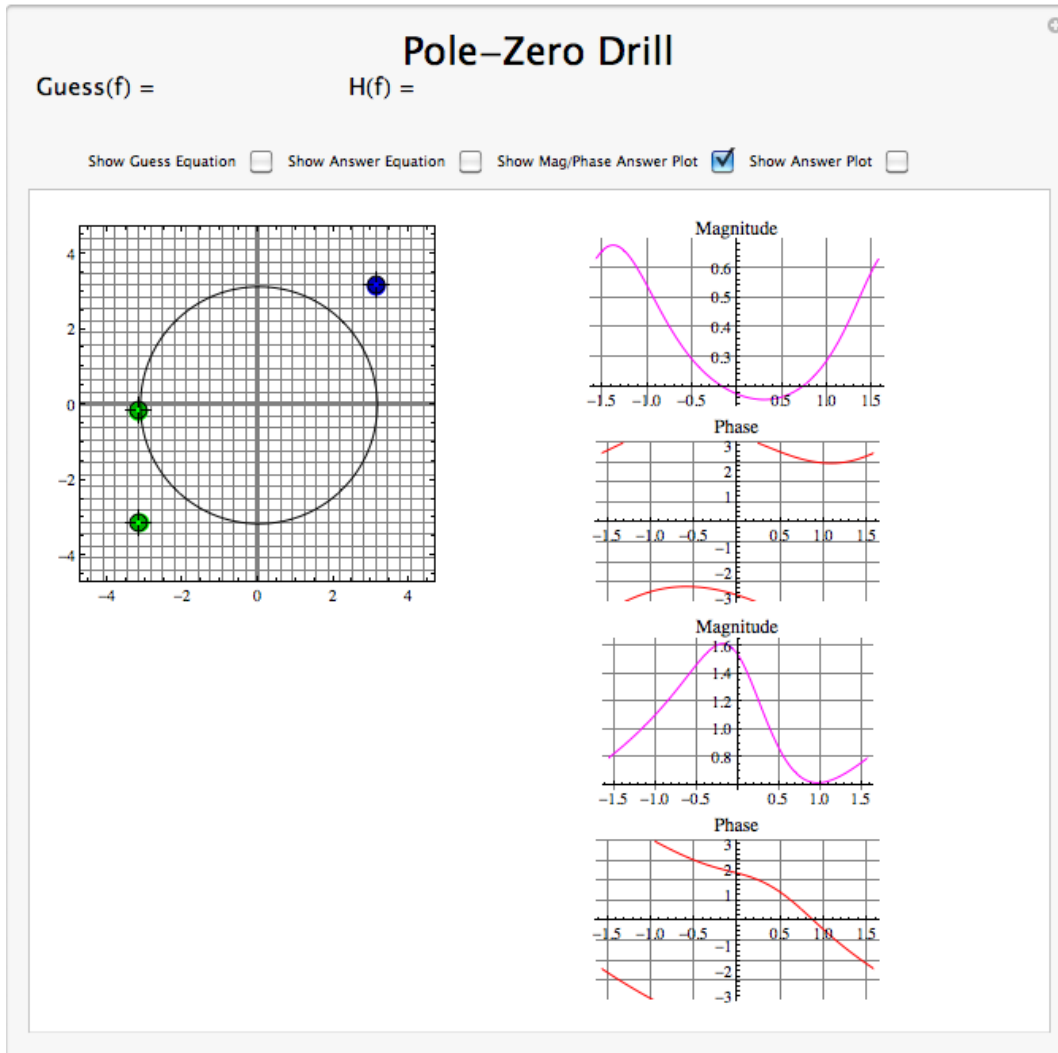 Pole–Zero Drill
Guess(f) = H(f) =
Show Guess Equation Show Answer Equation Show Mag/Phase Answer Plot Show Answer Plot
4
2
0
−2
−4
−4 −2 0 2 4
Magnitude
0.6
0.5
0.4
0.3
−1.5 −1.0 −0.5 0.5 1.0 1.5
Phase
3
2
1
−1.5 −1.0 −0.5 0.5 1.0 1.5
−1
−2
−3
Magnitude
1.6
1.4
1.2
1.0
0.8
−1.5 −1.0 −0.5 0.5 1.0 1.5
Phase
3
2
1
−1.5 −1.0 −0.5 0.5 1.0 1.5
−1
−2
−3